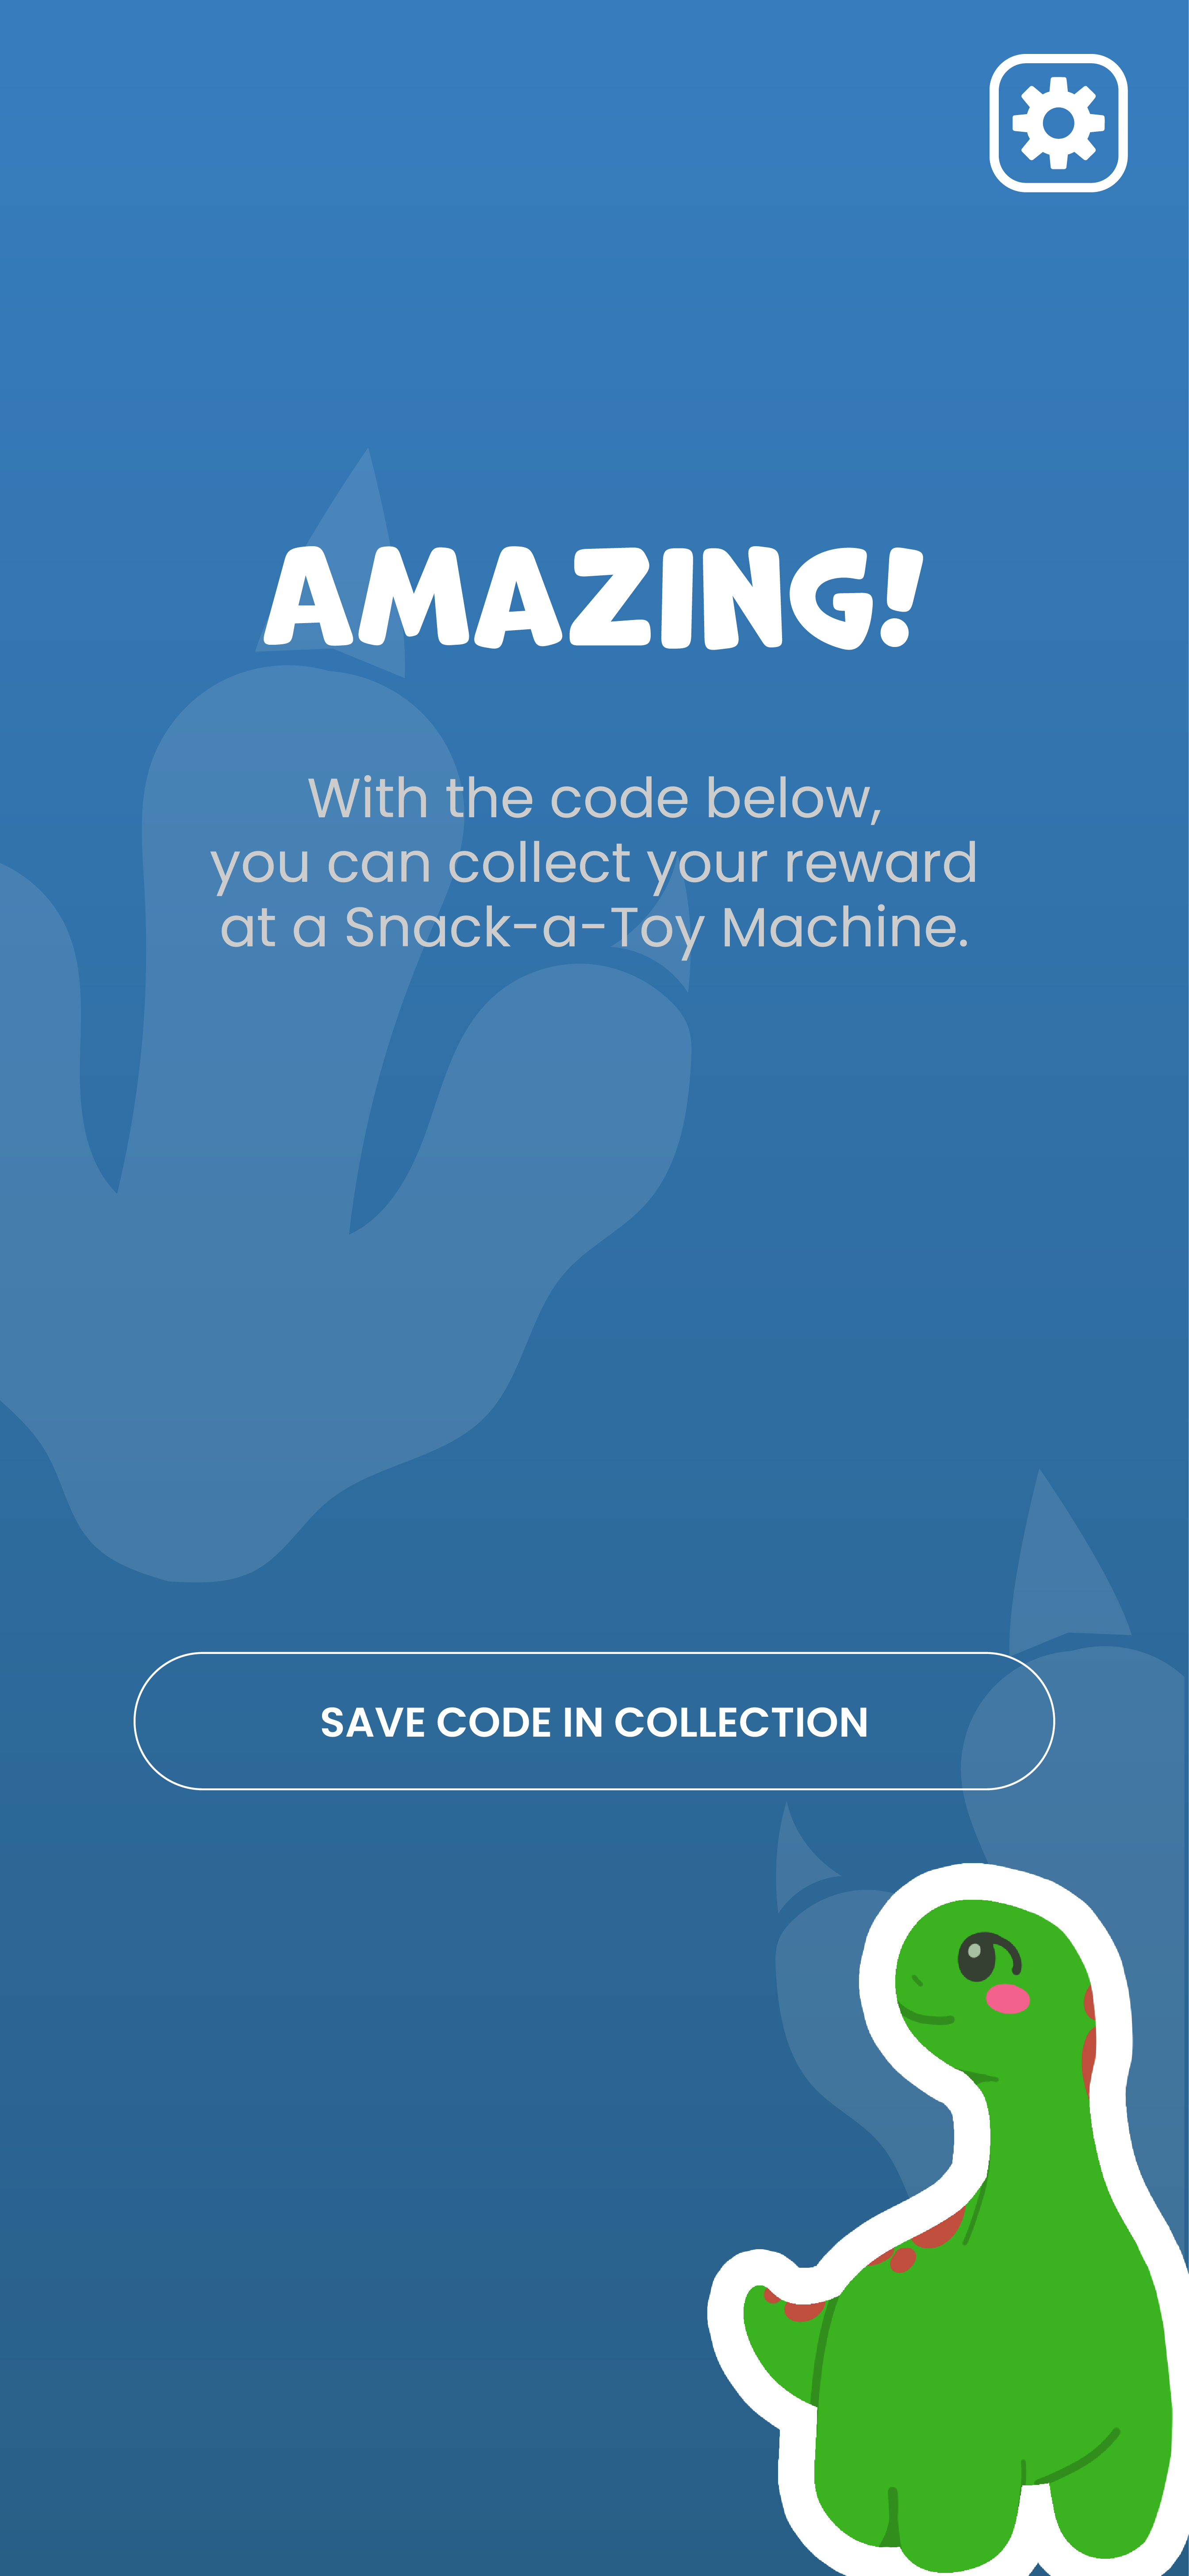 AMAZING!
With the code below,
you can collect your reward
at a Snack-a-Toy Machine.
SAVE CODE IN COLLECTION